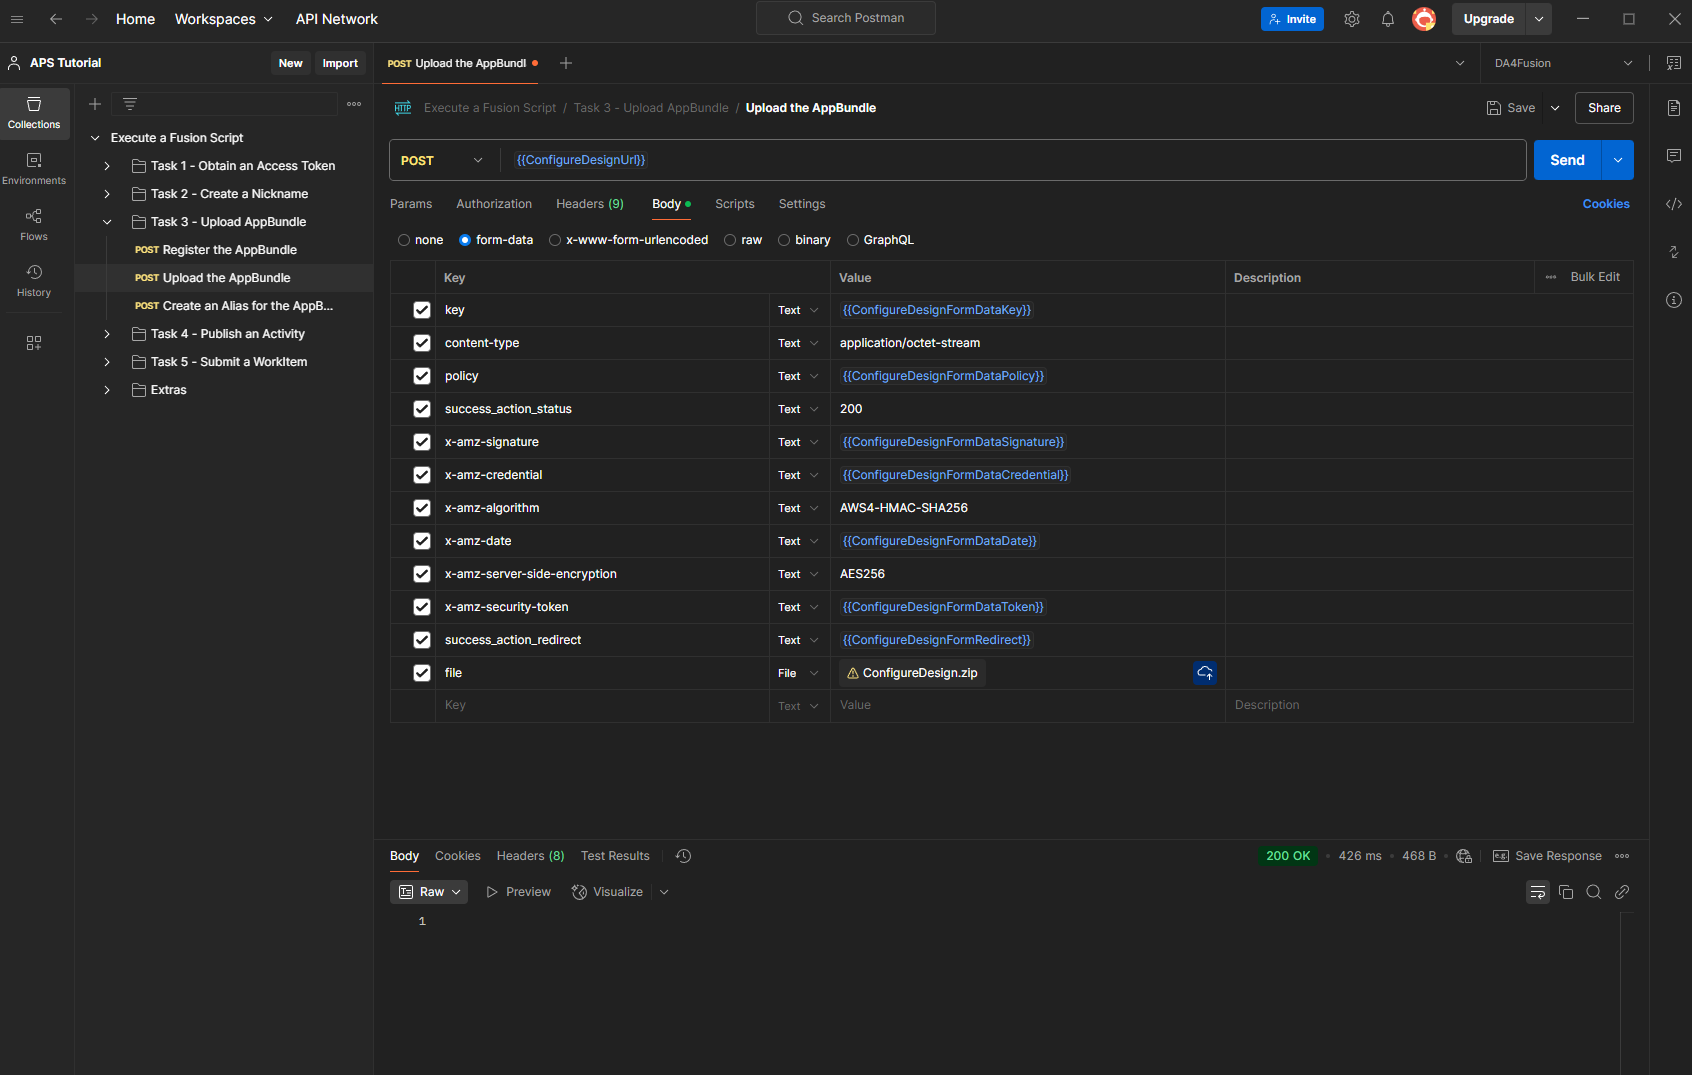 Home Workspaces API Network Search Postman Invite Upgrade
APS Tutorial New Import POST Upload the AppBundl DA4Fusion
Collections
Environments
Flows
History
Execute a Fusion Script
Task 1 - Obtain an Access Token
Task 2 - Create a Nickname
Task 3 - Upload AppBundle
POST Register the AppBundle
POST Upload the AppBundle
POST Create an Alias for the AppB...
Task 4 - Publish an Activity
Task 5 - Submit a WorkItem
Extras
HTTP Execute a Fusion Script / Task 3 - Upload AppBundle / Upload the AppBundle Save Share
POST {{ConfigureDesignUrl}} Send
Params Authorization Headers (9) Body Scripts Settings Cookies
none form-data x-www-form-urlencoded raw binary GraphQL
Key Value Description Bulk Edit
key Text {{ConfigureDesignFormDataKey}}
content-type Text application/octet-stream
policy Text {{ConfigureDesignFormDataPolicy}}
success_action_status Text 200
x-amz-signature Text {{ConfigureDesignFormDataSignature}}
x-amz-credential Text {{ConfigureDesignFormDataCredential}}
x-amz-algorithm Text AWS4-HMAC-SHA256
x-amz-date Text {{ConfigureDesignFormDataDate}}
x-amz-server-side-encryption Text AES256
x-amz-security-token Text {{ConfigureDesignFormDataToken}}
success_action_redirect Text {{ConfigureDesignFormRedirect}}
file File ConfigureDesign.zip
Key Text Value Description
Body Cookies Headers (8) Test Results 200 OK 426 ms 468 B e.g. Save Response
Raw Preview Visualize
1